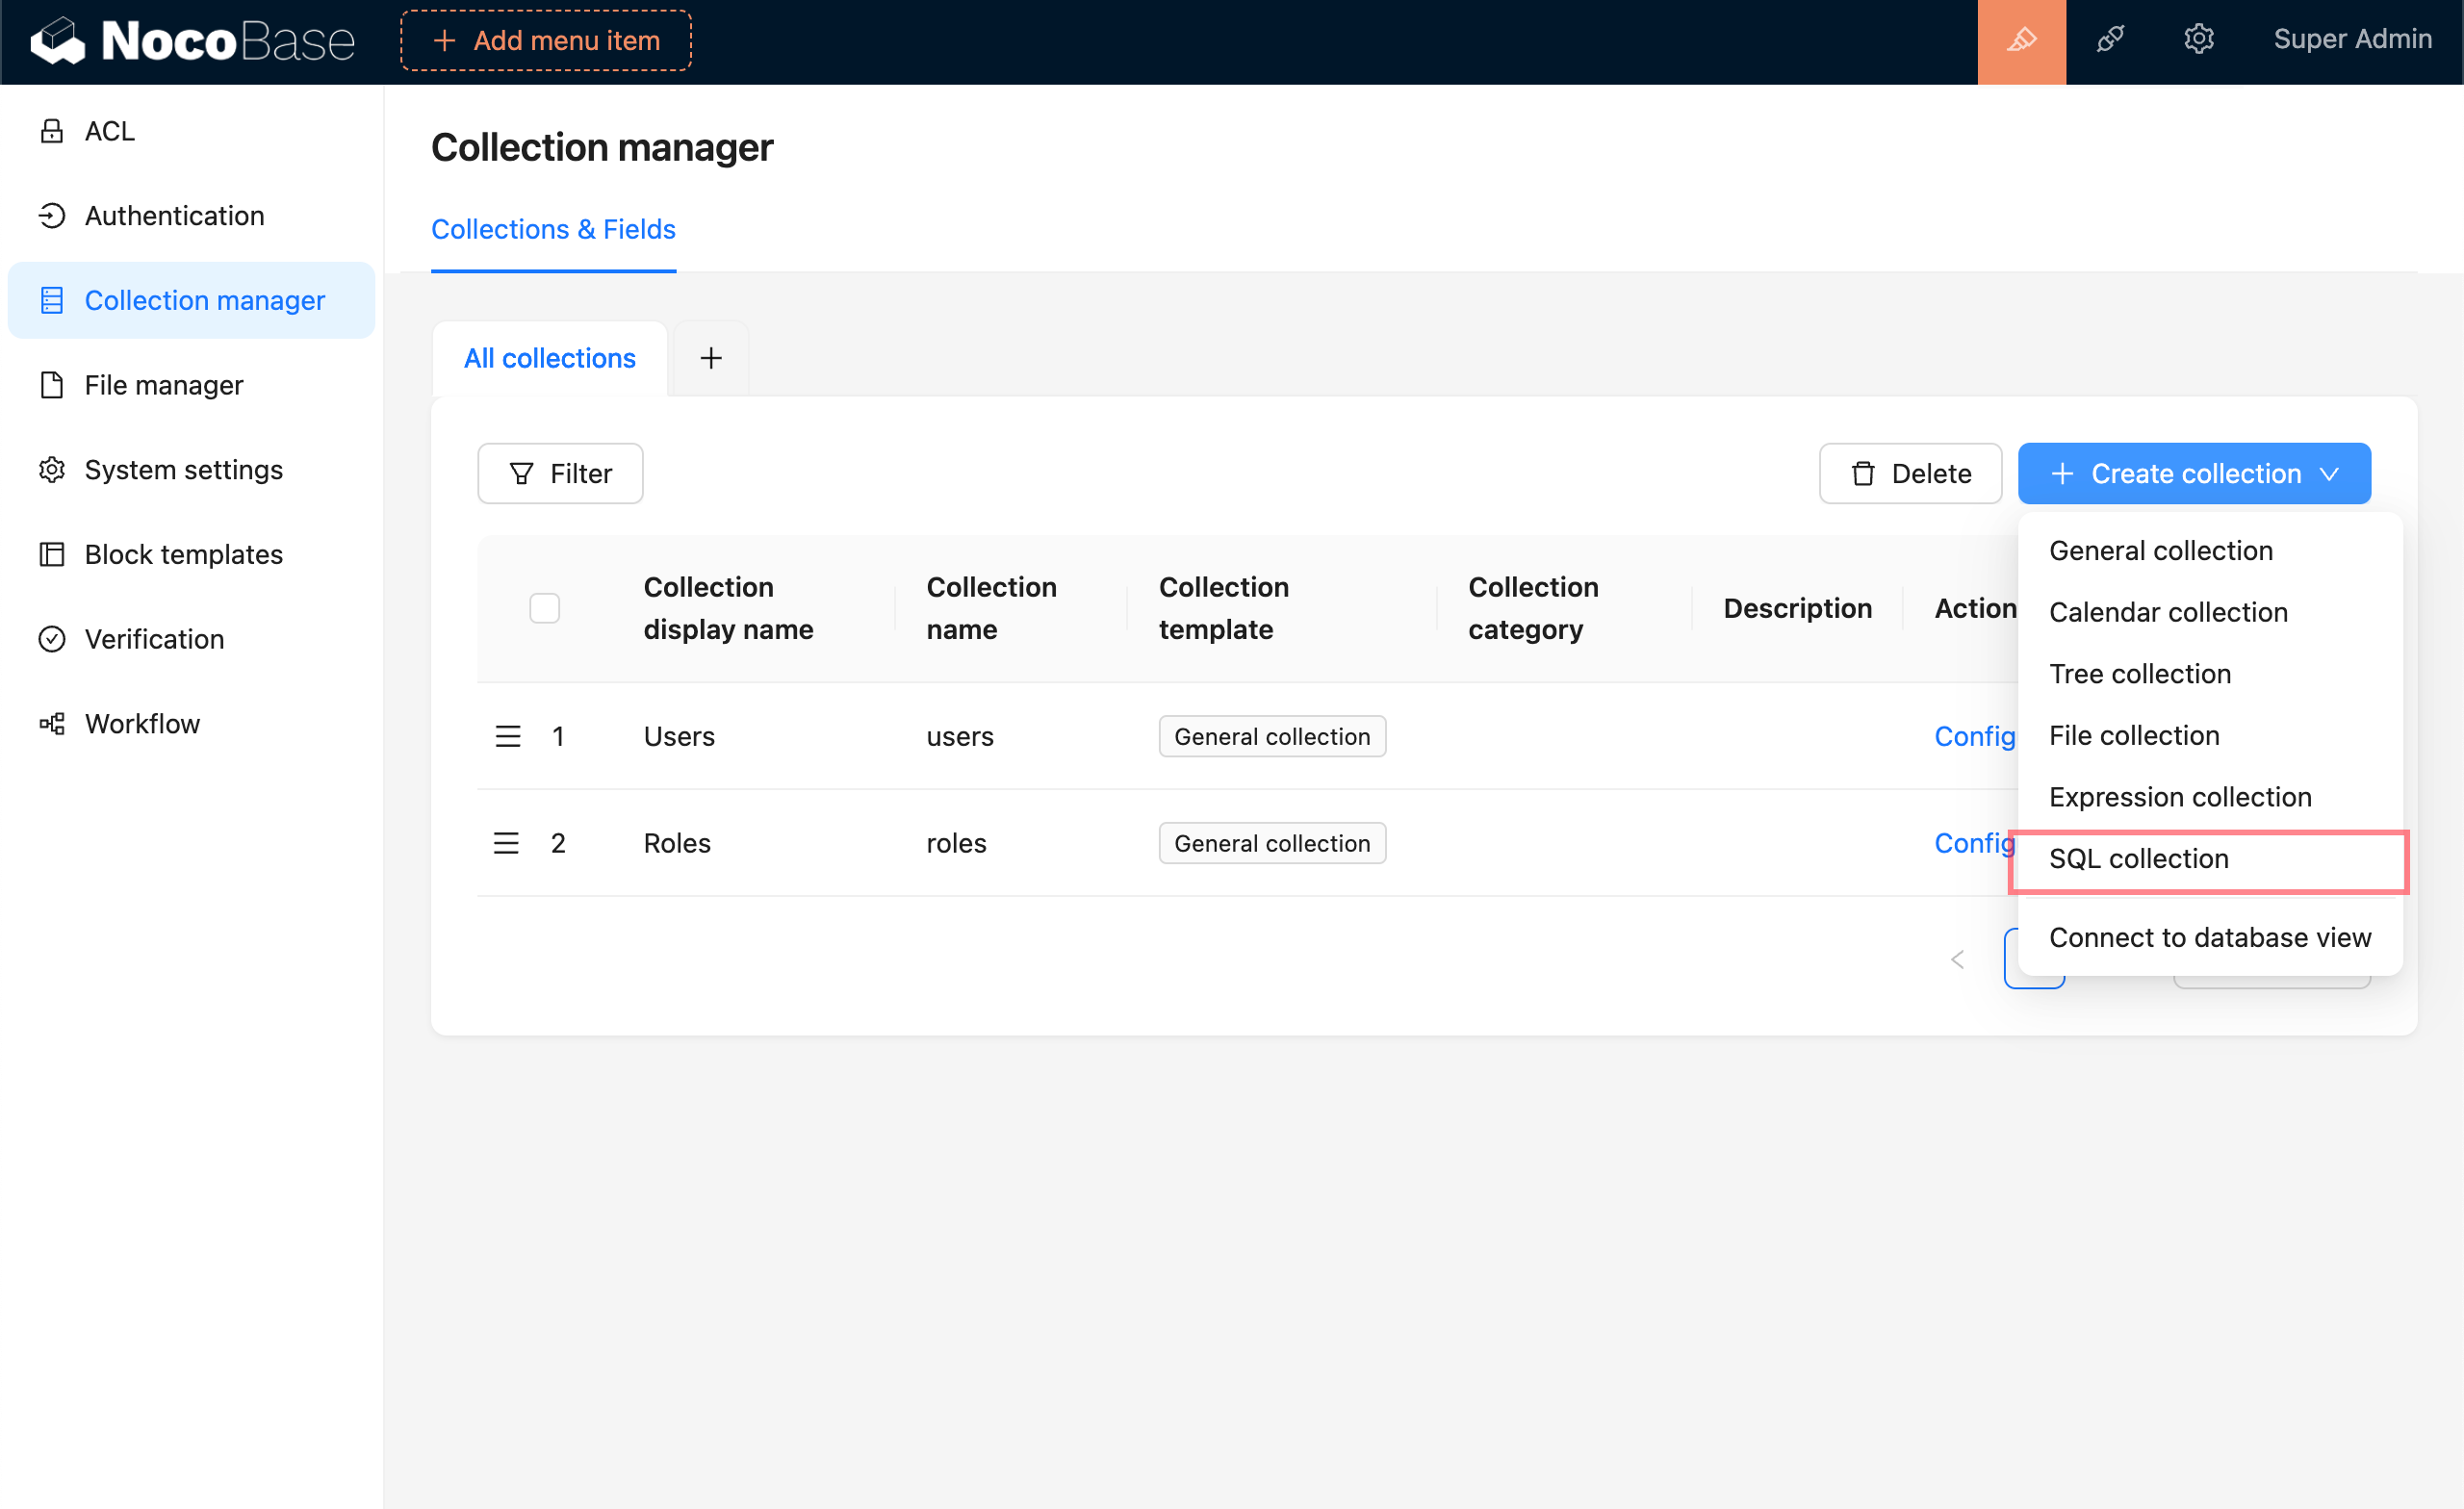 NocoBase
Add menu item
Super Admin
ACL
Authentication
Collection manager
File manager
System settings
Block templates
Verification
Workflow
Collection manager
Collections & Fields
All collections
Filter
Delete
Create collection
Collection display name
Collection name
Collection template
Collection category
Description
Action
1 Users users General collection Config
2 Roles roles General collection Config
General collection
Calendar collection
Tree collection
File collection
Expression collection
SQL collection
Connect to database view